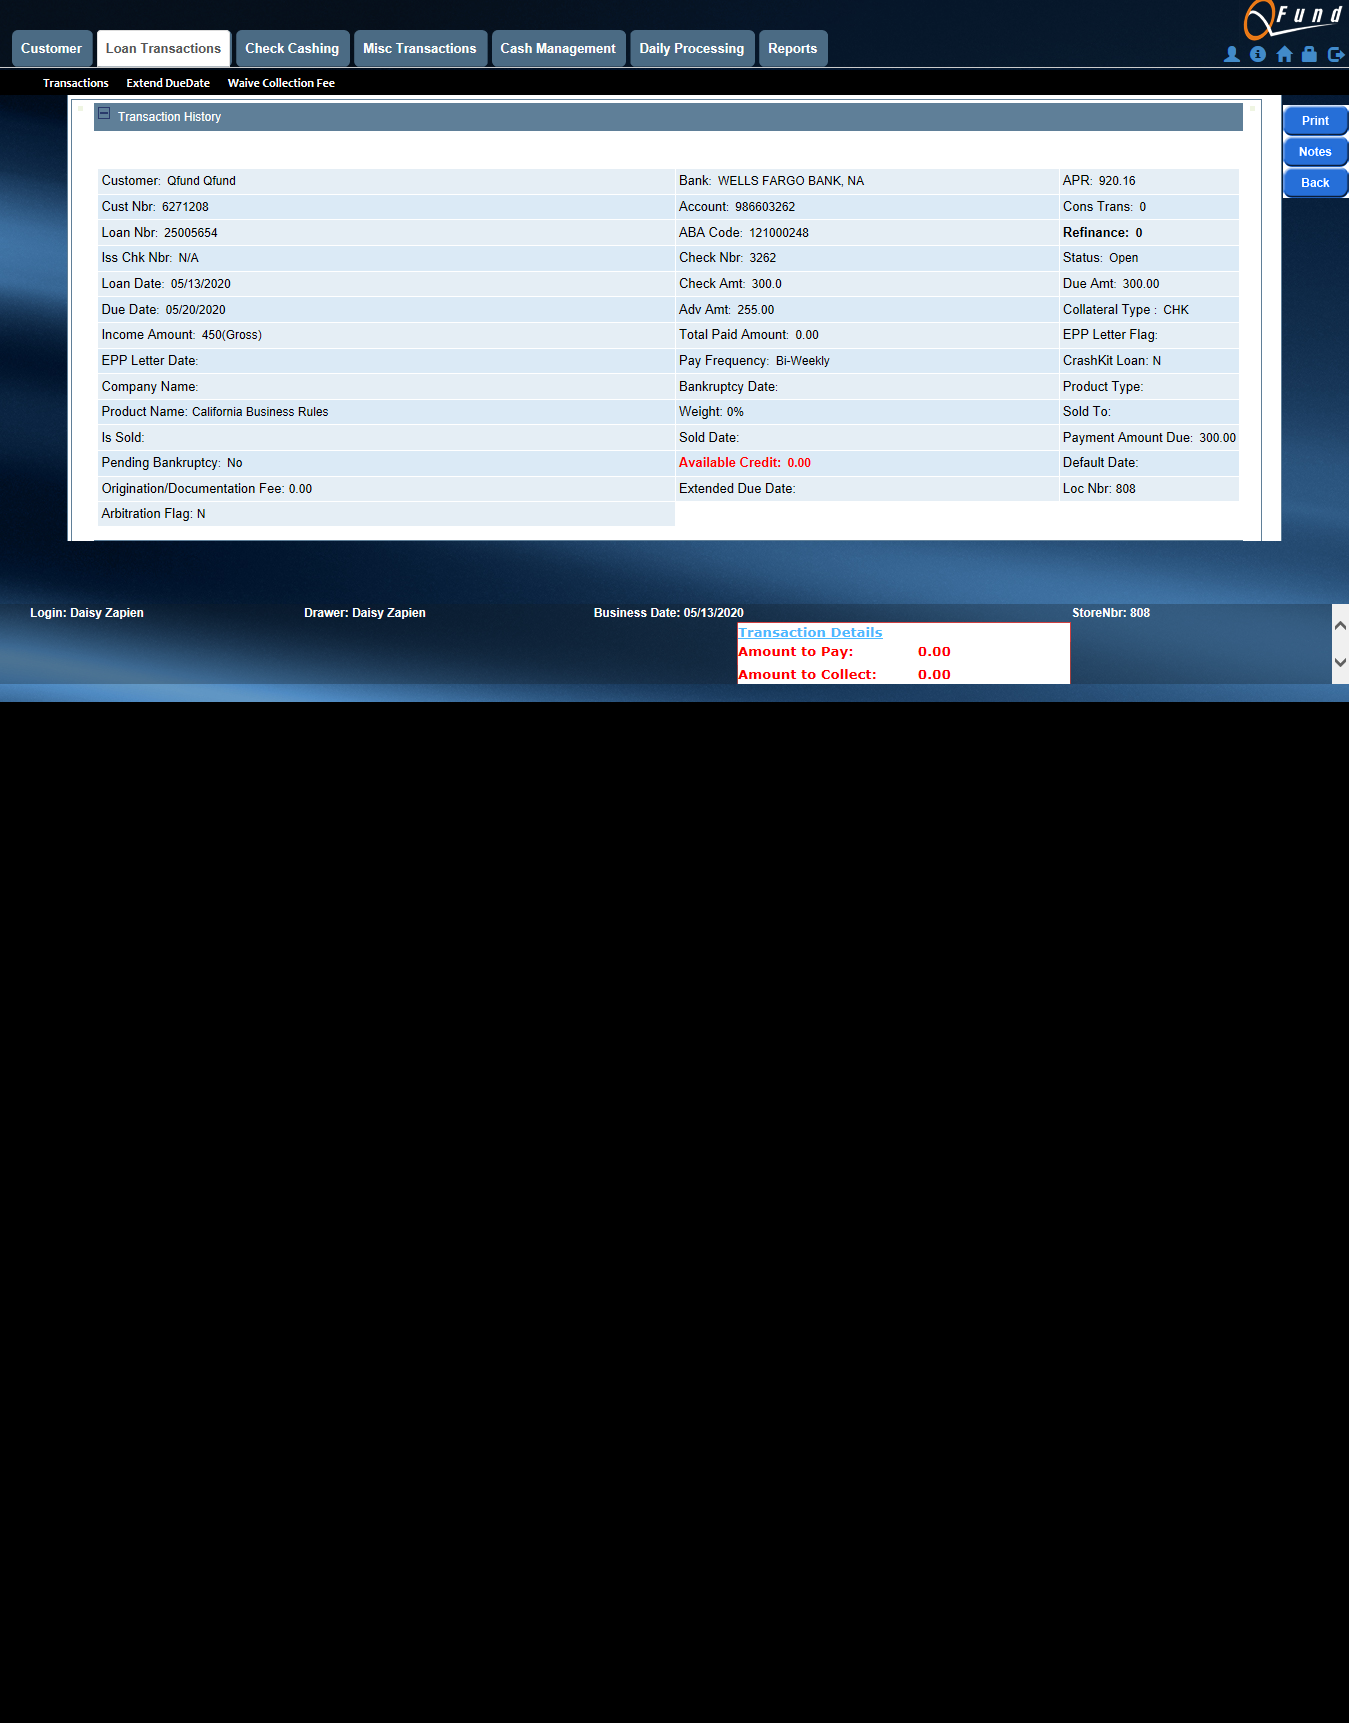 QFund
Customer Loan Transactions Check Cashing Misc Transactions Cash Management Daily Processing Reports
Transactions Extend DueDate Waive Collection Fee
Transaction History
Print
Notes
Back
Customer: Qfund Qfund Bank: WELLS FARGO BANK, NA APR: 920.16
Cust Nbr: 6271208 Account: 986603262 Cons Trans: 0
Loan Nbr: 25005654 ABA Code: 121000248 Refinance: 0
Iss Chk Nbr: N/A Check Nbr: 3262 Status: Open
Loan Date: 05/13/2020 Check Amt: 300.0 Due Amt: 300.00
Due Date: 05/20/2020 Adv Amt: 255.00 Collateral Type : CHK
Income Amount: 450(Gross) Total Paid Amount: 0.00 EPP Letter Flag:
EPP Letter Date: Pay Frequency: Bi-Weekly CrashKit Loan: N
Company Name: Bankruptcy Date: Product Type:
Product Name: California Business Rules Weight: 0% Sold To:
Is Sold: Sold Date: Payment Amount Due: 300.00
Pending Bankruptcy: No Available Credit: 0.00 Default Date:
Origination/Documentation Fee: 0.00 Extended Due Date: Loc Nbr: 808
Arbitration Flag: N
Login: Daisy Zapien Drawer: Daisy Zapien Business Date: 05/13/2020 StoreNbr: 808
Transaction Details
Amount to Pay: 0.00
Amount to Collect: 0.00